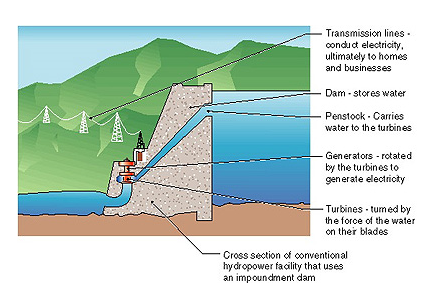 Transmission lines -
conduct electricity,
ultimately to homes
and businesses
Dam - stores water
Penstock - Carries
water to the turbines
Generators - rotated
by the turbines to
generate electricity
Turbines - turned by
the force of the water
on their blades
Cross section of conventional
hydropower facility that uses
an impoundment dam